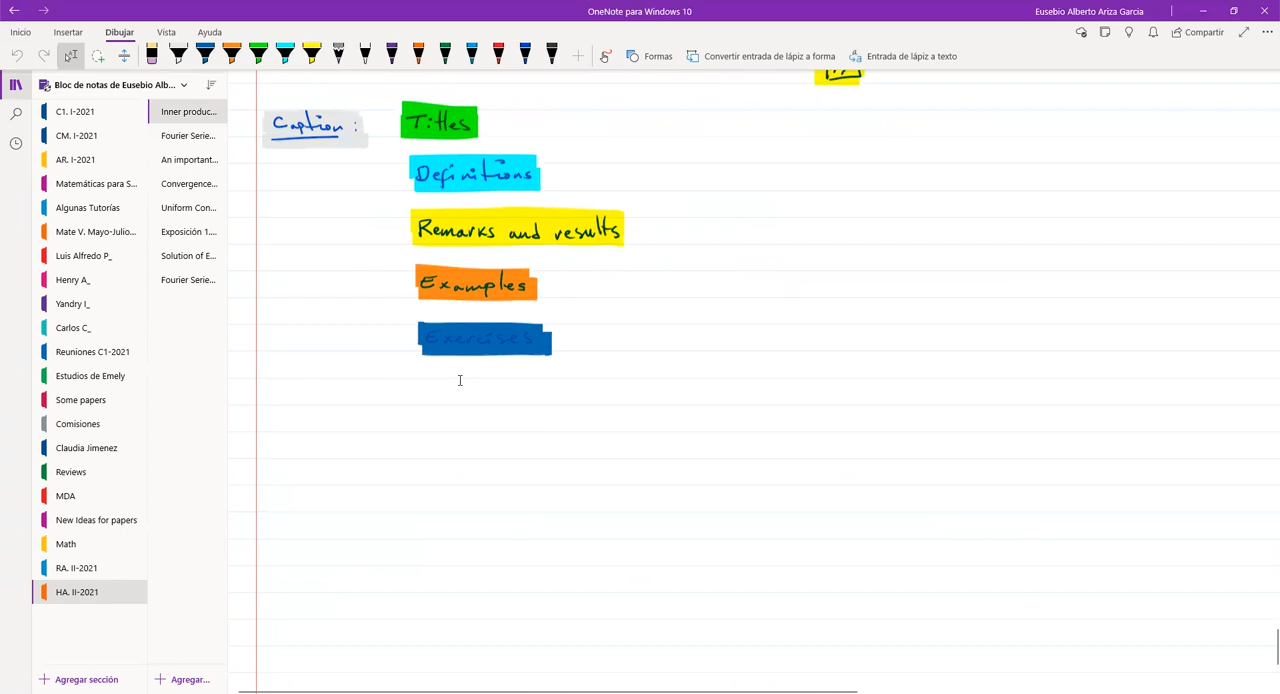 OneNote para Windows 10
Eusebio Alberto Ariza Garcia
Inicio Insertar Dibujar Vista Ayuda
Compartir
Formas Convertir entrada de lápiz a forma Entrada de lápiz a texto
Bloc de notas de Eusebio Alb...
C1. I-2021
CM. I-2021
AR. I-2021
Matemáticas para S...
Algunas Tutorías
Mate V. Mayo-Julio...
Luis Alfredo P_
Henry A_
Yandry I_
Carlos C_
Reuniones C1-2021
Estudios de Emely
Some papers
Comisiones
Claudia Jimenez
Reviews
MDA
New Ideas for papers
Math
RA. II-2021
HA. II-2021
Agregar sección
Inner produc...
Fourier Serie...
An important...
Convergence...
Uniform Con...
Exposición 1....
Solution of E...
Fourier Serie...
Agregar...
Caption: Titles
Definitions
Remarks and results
Examples
Exercises